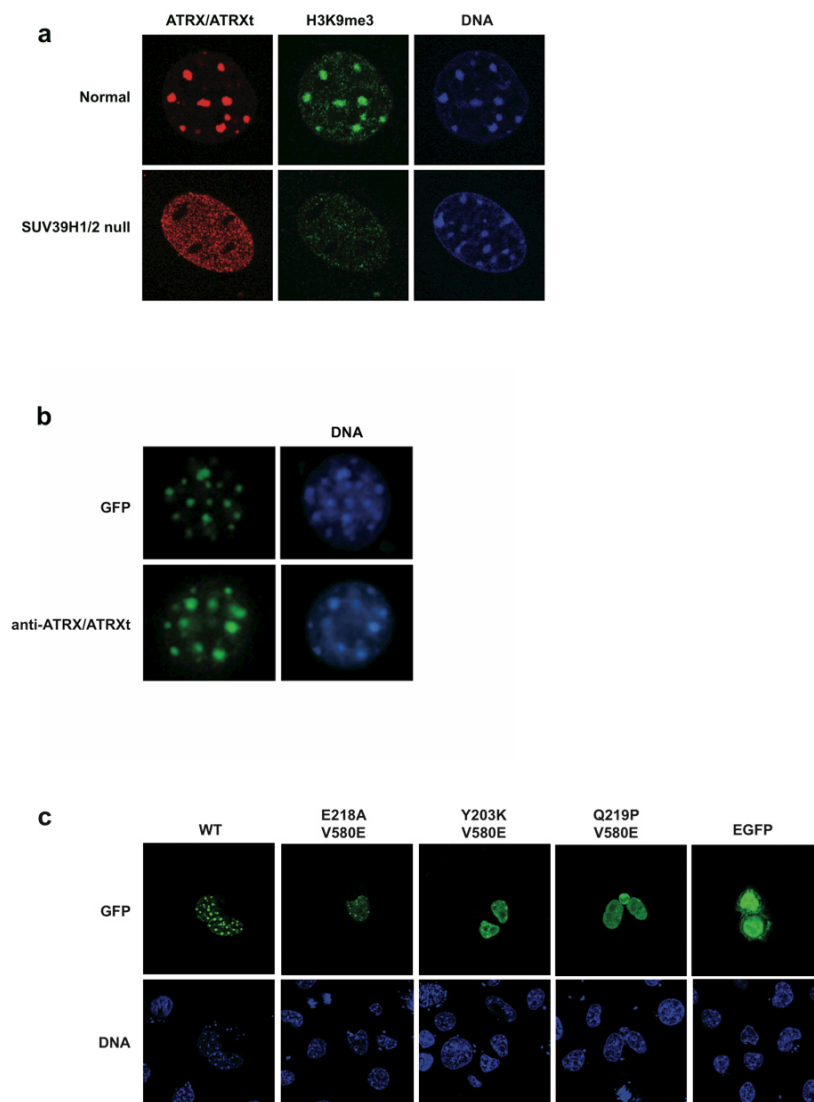 a
ATRX/ATRXt H3K9me3 DNA
Normal
SUV39H1/2 null
b
DNA
GFP
anti-ATRX/ATRXt
c
WT E218A V580E Y203K V580E Q219P V580E EGFP
GFP
DNA